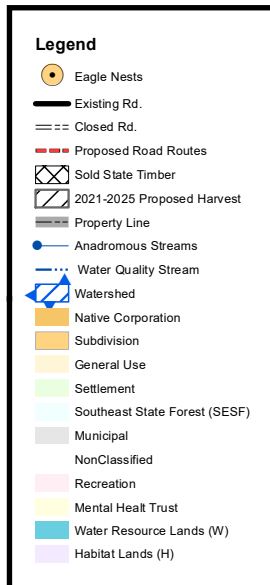 Legend
Eagle Nests
Existing Rd.
Closed Rd.
Proposed Road Routes
Sold State Timber
2021-2025 Proposed Harvest
Property Line
Anadromous Streams
Water Quality Stream
Watershed
Native Corporation
Subdivision
General Use
Settlement
Southeast State Forest (SESF)
Municipal
NonClassified
Recreation
Mental Healt Trust
Water Resource Lands (W)
Habitat Lands (H)